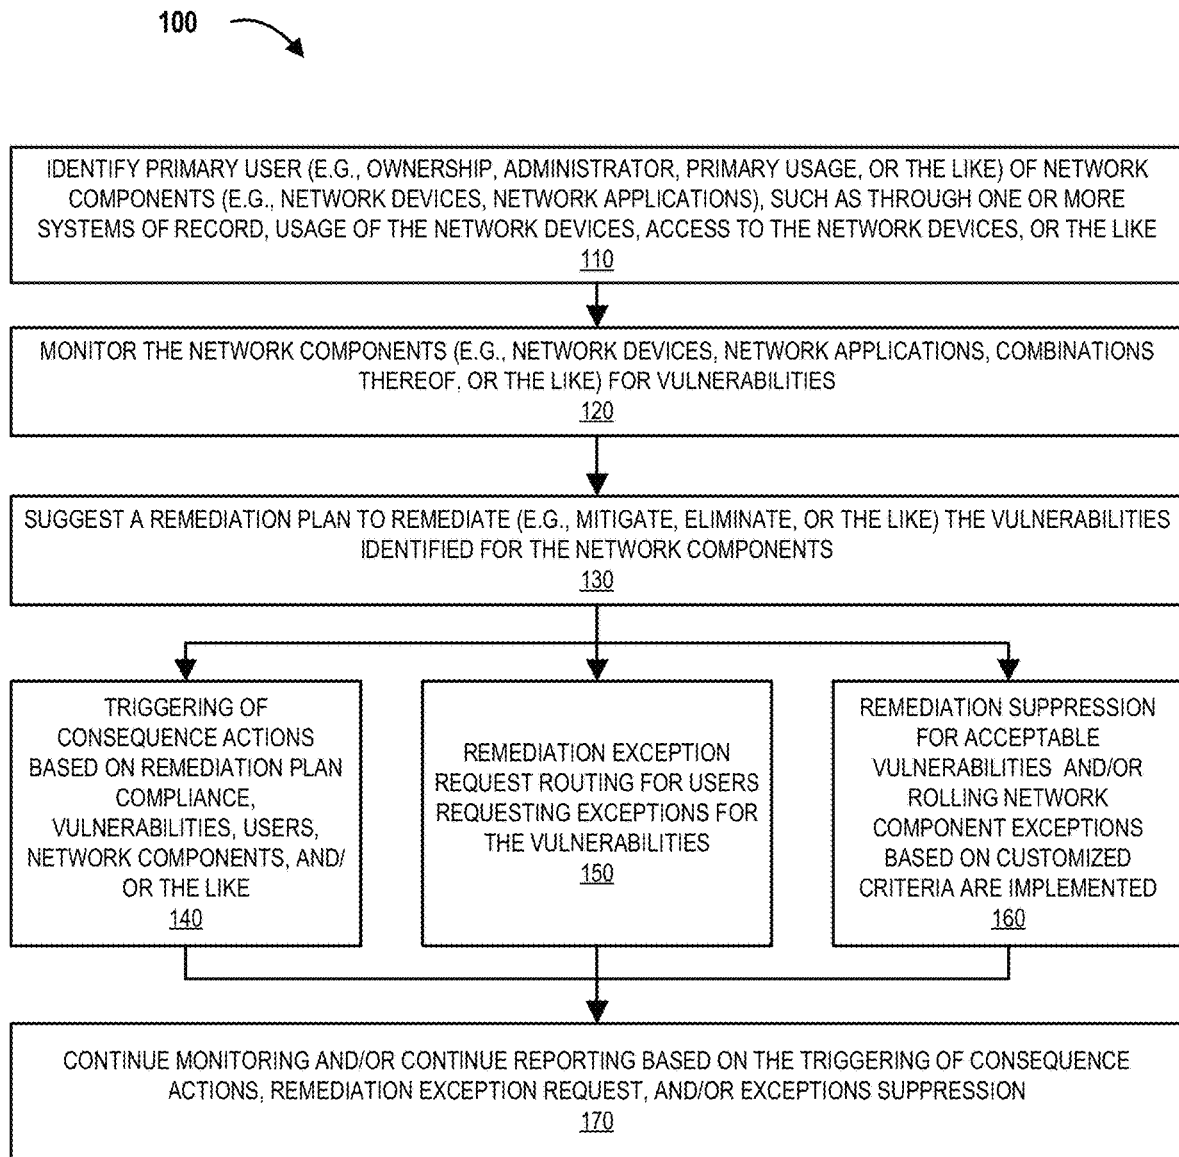 100
IDENTIFY PRIMARY USER (E.G., OWNERSHIP, ADMINISTRATOR, PRIMARY USAGE, OR THE LIKE) OF NETWORK
COMPONENTS (E.G., NETWORK DEVICES, NETWORK APPLICATIONS), SUCH AS THROUGH ONE OR MORE
SYSTEMS OF RECORD, USAGE OF THE NETWORK DEVICES, ACCESS TO THE NETWORK DEVICES, OR THE LIKE
110
MONITOR THE NETWORK COMPONENTS (E.G., NETWORK DEVICES, NETWORK APPLICATIONS, COMBINATIONS
THEREOF, OR THE LIKE) FOR VULNERABILITIES
120
SUGGEST A REMEDIATION PLAN TO REMEDIATE (E.G., MITIGATE, ELIMINATE, OR THE LIKE) THE VULNERABILITIES
IDENTIFIED FOR THE NETWORK COMPONENTS
130
TRIGGERING OF
CONSEQUENCE ACTIONS
BASED ON REMEDIATION PLAN
COMPLIANCE,
VULNERABILITIES, USERS,
NETWORK COMPONENTS, AND/
OR THE LIKE
140
REMEDIATION EXCEPTION
REQUEST ROUTING FOR USERS
REQUESTING EXCEPTIONS FOR
THE VULNERABILITIES
150
REMEDIATION SUPPRESSION
FOR ACCEPTABLE
VULNERABILITIES AND/OR
ROLLING NETWORK
COMPONENT EXCEPTIONS
BASED ON CUSTOMIZED
CRITERIA ARE IMPLEMENTED
160
CONTINUE MONITORING AND/OR CONTINUE REPORTING BASED ON THE TRIGGERING OF CONSEQUENCE
ACTIONS, REMEDIATION EXCEPTION REQUEST, AND/OR EXCEPTIONS SUPPRESSION
170